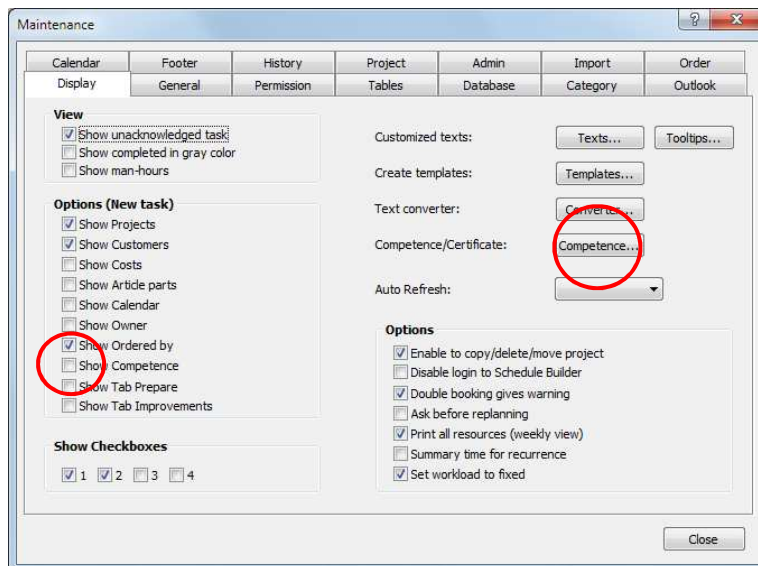 Maintenance
Calendar Footer History Project Admin Import Order
Display General Permission Tables Database Category Outlook
View
Show unacknowledged task
Show completed in gray color
Show man-hours
Options (New task)
Show Projects
Show Customers
Show Costs
Show Article parts
Show Calendar
Show Owner
Show Ordered by
Show Competence
Show Tab Prepare
Show Tab Improvements
Show Checkboxes
1 2 3 4
Customized texts: Texts... Tooltips...
Create templates: Templates...
Text converter: Converter...
Competence/Certificate: Competence...
Auto Refresh:
Options
Enable to copy/delete/move project
Disable login to Schedule Builder
Double booking gives warning
Ask before replanning
Print all resources (weekly view)
Summary time for recurrence
Set workload to fixed
Close